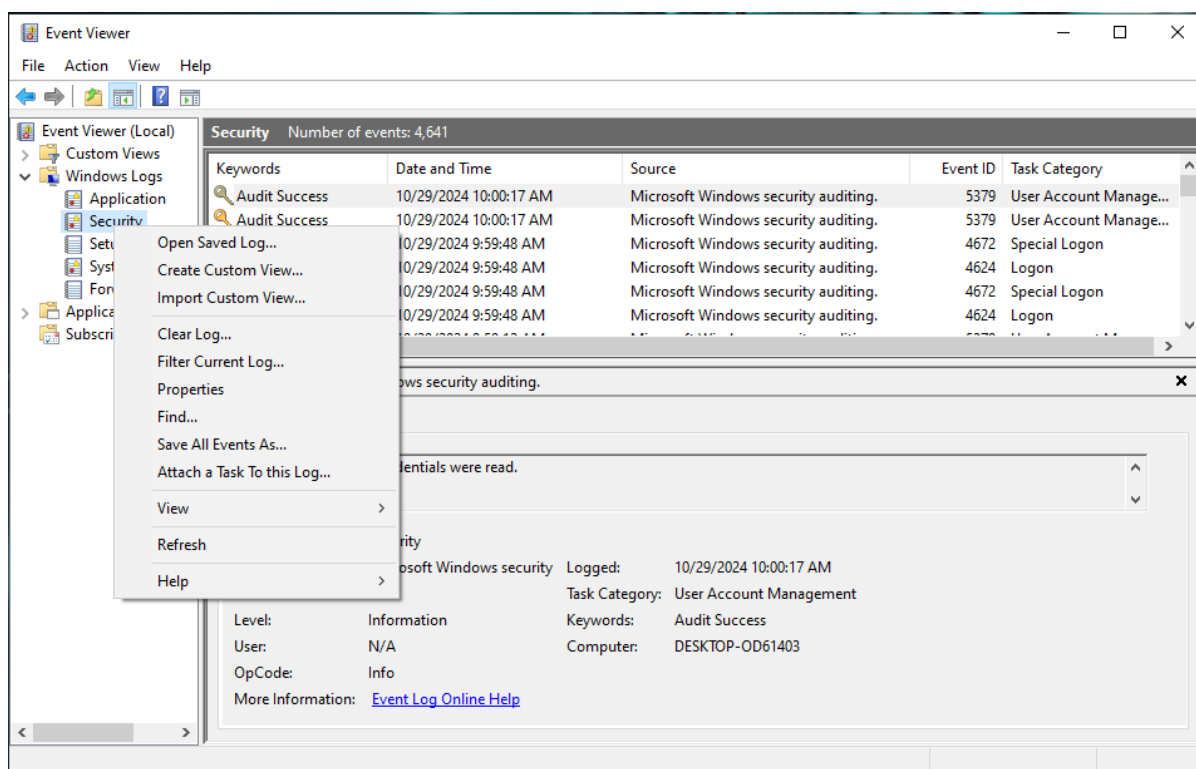 Event Viewer
File Action View Help
Event Viewer (Local)
Custom Views
Windows Logs
Application
Security
Subscri
Security Number of events: 4,641
Keywords Date and Time Source Event ID Task Category
Audit Success 10/29/2024 10:00:17 AM Microsoft Windows security auditing. 5379 User Account Manage...
Audit Success 10/29/2024 10:00:17 AM Microsoft Windows security auditing. 5379 User Account Manage...
10/29/2024 9:59:48 AM Microsoft Windows security auditing. 4672 Special Logon
10/29/2024 9:59:48 AM Microsoft Windows security auditing. 4624 Logon
10/29/2024 9:59:48 AM Microsoft Windows security auditing. 4672 Special Logon
10/29/2024 9:59:48 AM Microsoft Windows security auditing. 4624 Logon
Open Saved Log...
Create Custom View...
Import Custom View...
Clear Log...
Filter Current Log...
Properties
Find...
Save All Events As...
Attach a Task To this Log...
View
Refresh
Help
security auditing.
were read.
Windows security Logged: 10/29/2024 10:00:17 AM
Task Category: User Account Management
Level: Information Keywords: Audit Success
User: N/A Computer: DESKTOP-OD61403
OpCode: Info
More Information: Event Log Online Help